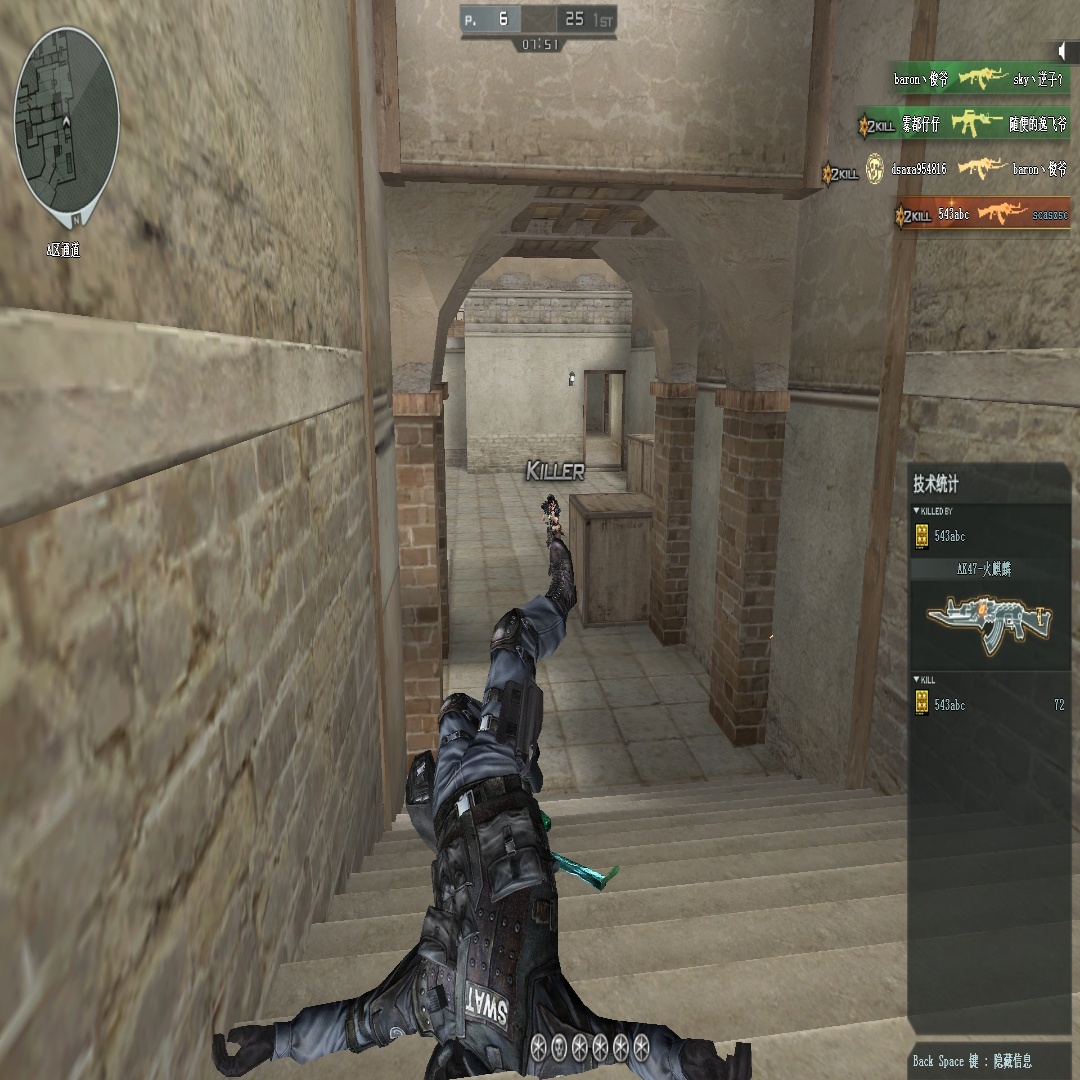 P. 6 25 1ST
07:51
N
A区通道
baron丶俊爷 sky丶逆子?
2KILL 雾都仔仔 随便的逸飞爷
2KILL dsaxa954816 baron丶俊爷
2KILL 543abc scaszsc
KILLER
技术统计
KILLED BY
543abc
AK47-火麒麟
KILL
543abc 72
SWAT
Back Space 键 : 隐藏信息